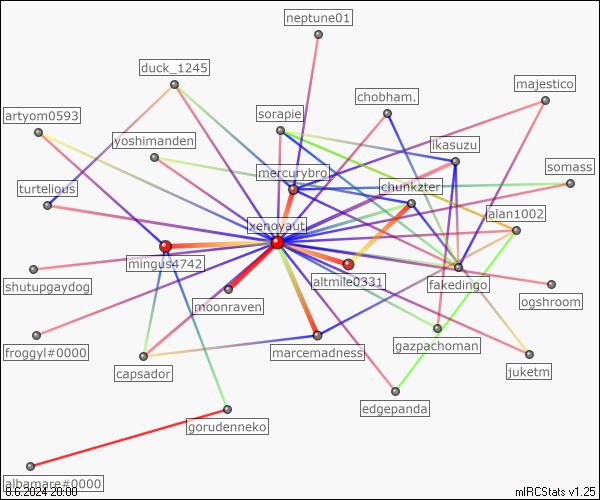 neptune01
duck_1245
majestico
chobham.
artyom0593
sorapie
yoshimanden
ikasuzu
mercurybro
somass
turtelious
chunkzter
xenoyaut
alan1002
mingus4742
altmile0331
fakedingo
shutupgaydog
ogshroom
moonraven
froggyl#0000
marcemadness
gazpachoman
capsador
juketm
edgepanda
gorudenneko
albamare#0000
8.6.2024 20:00
mIRCStats v1.25